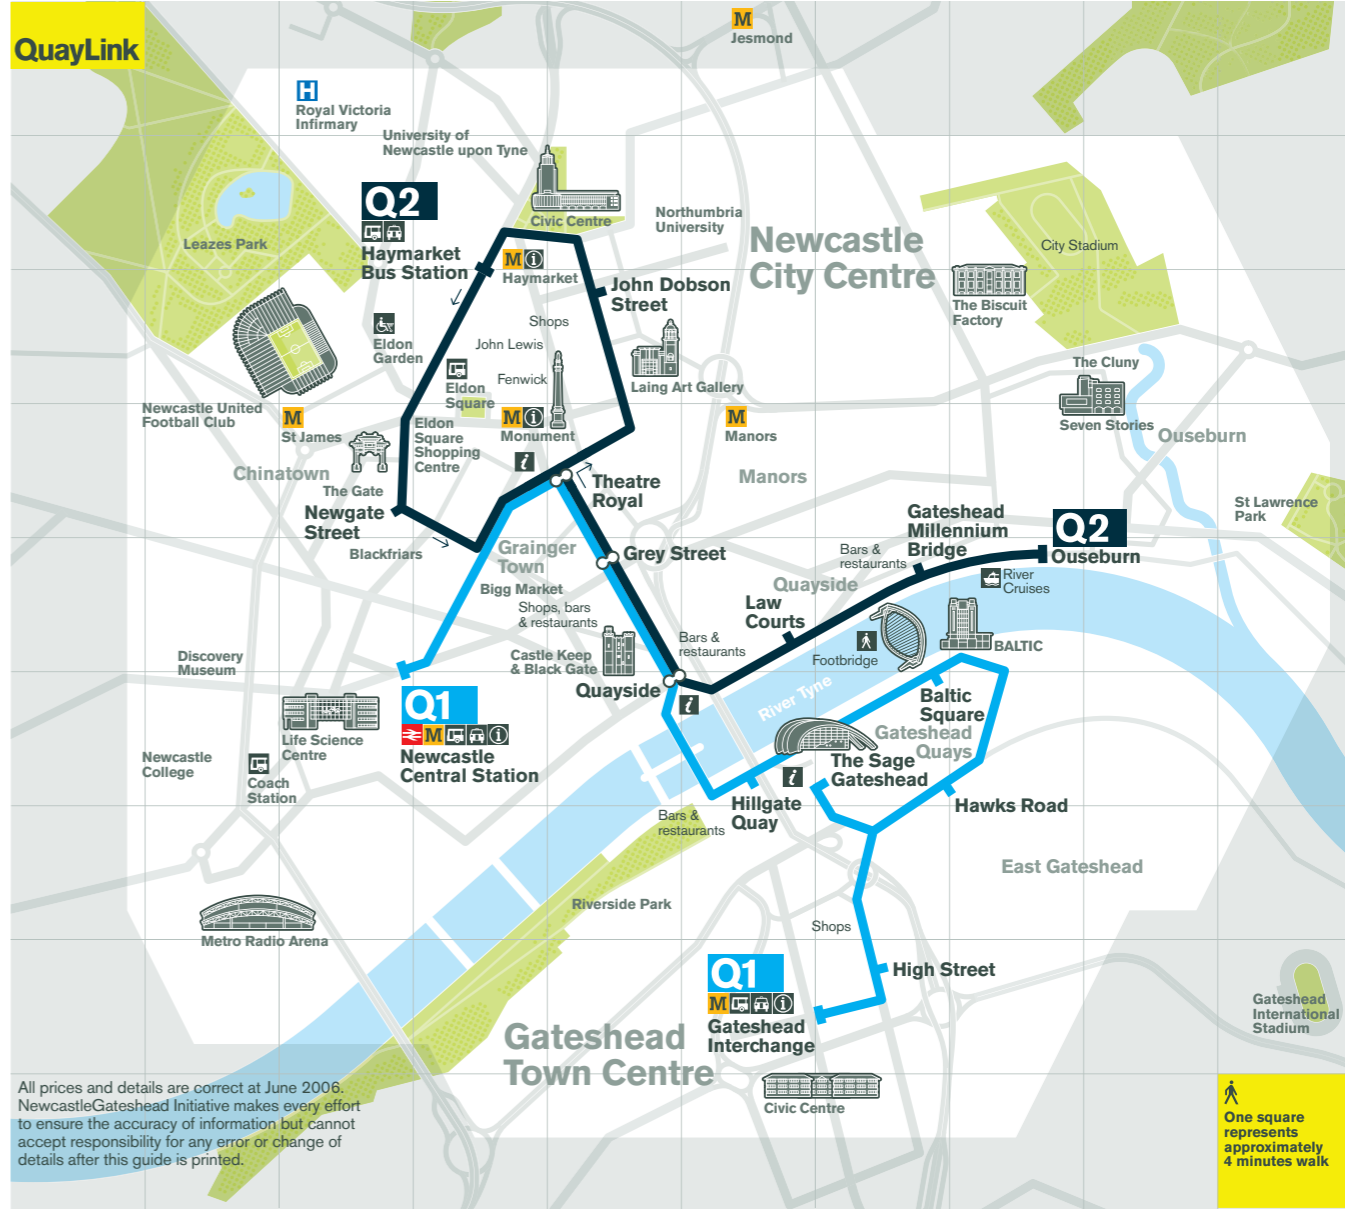 QuayLink
M
Jesmond
H
Royal Victoria
Infirmary
University of
Newcastle upon Tyne
Q2
Haymarket
Bus Station
Civic Centre
Northumbria
University
Newcastle
City Centre
Leazes Park
M i
Haymarket
John Dobson
Street
City Stadium
The Biscuit
Factory
Shops
John Lewis
Eldon
Garden
Fenwick
Eldon
Square
Laing Art Gallery
The Cluny
Seven Stories
Ouseburn
Newcastle United
Football Club
M
St James
M i
Monument
M
Manors
Eldon
Square
Shopping
Centre
Chinatown
i
Manors
The Gate
Newgate
Street
Theatre
Royal
St Lawrence
Park
Blackfriars
Grainger
Town
Grey Street
Gateshead
Millennium
Bridge
Q2
Ouseburn
Bars &
restaurants
River
Cruises
Bigg Market
Quayside
Law
Courts
Shops, bars
& restaurants
Castle Keep
& Black Gate
Bars &
restaurants
Footbridge
BALTIC
Discovery
Museum
Quayside
i
River Tyne
Baltic
Square
Gateshead
Quays
Q1
M i
Newcastle
Central Station
Life Science
Centre
Newcastle
College
Coach
Station
The Sage
Gateshead
i
Hillgate
Quay
Hawks Road
Bars &
restaurants
East Gateshead
Riverside Park
Shops
Metro Radio Arena
Q1
M i
Gateshead
Interchange
High Street
Gateshead
International
Stadium
Gateshead
Town Centre
Civic Centre
All prices and details are correct at June 2006.
NewcastleGateshead Initiative makes every effort
to ensure the accuracy of information but cannot
accept responsibility for any error or change of
details after this guide is printed.
One square
represents
approximately
4 minutes walk